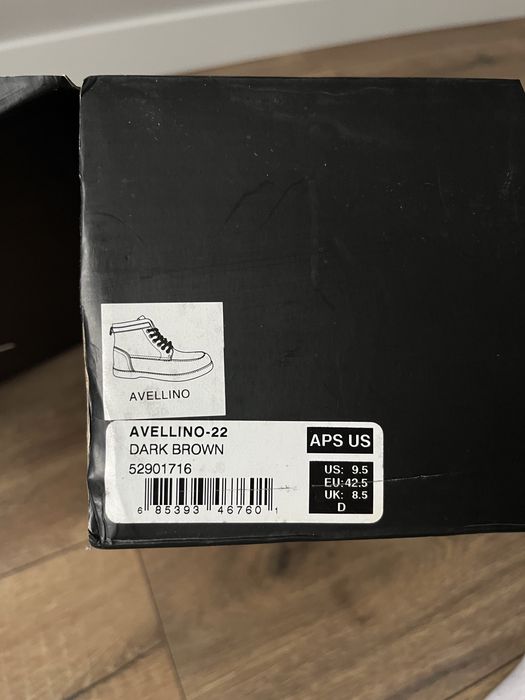 AVELLINO
AVELLINO-22
DARK BROWN
52901716
6 85393 46760 1
APS US
US: 9.5
EU:42.5
UK: 8.5
D